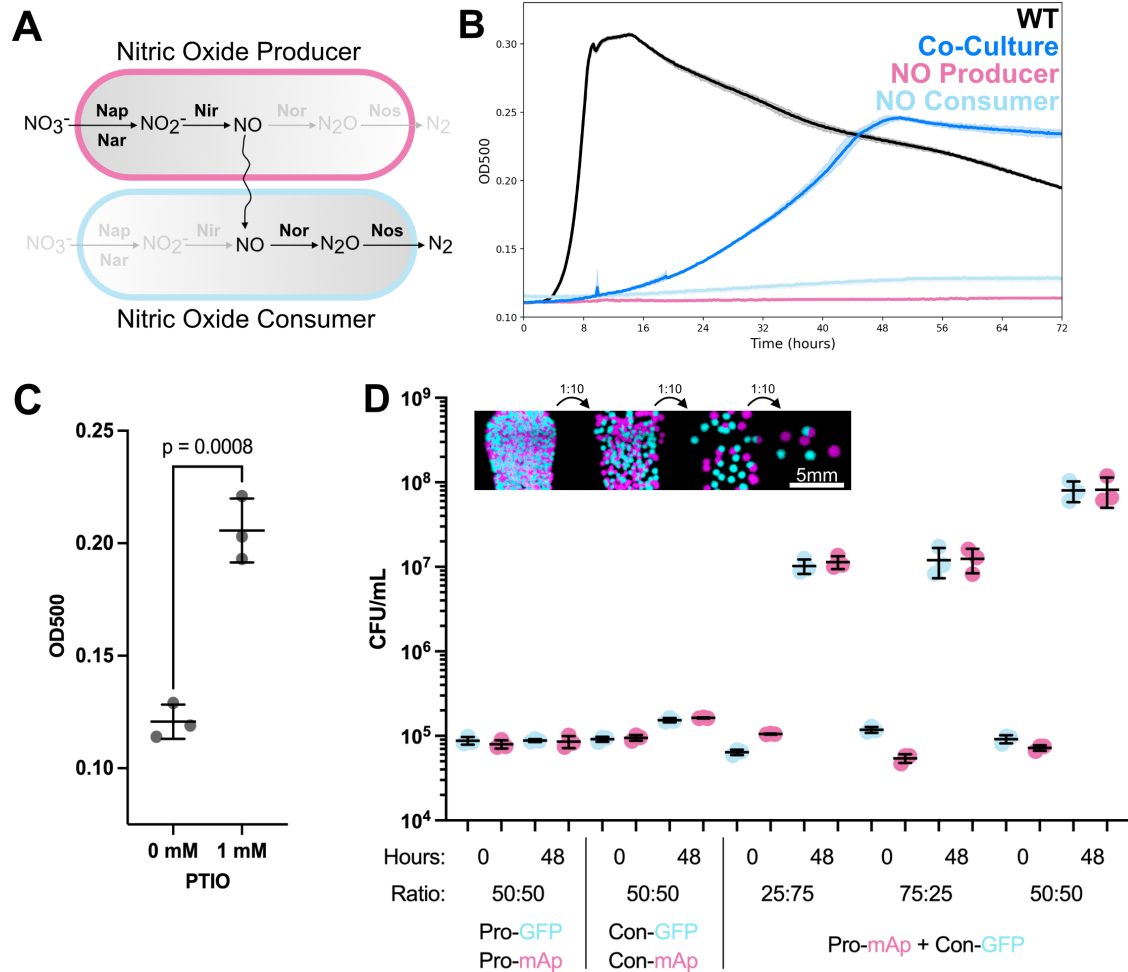 A
Nitric Oxide Producer
NO3- Nap Nar NO2- Nir NO Nor N2O Nos N2
NO3- Nap Nar NO2- Nir NO Nor N2O Nos N2
Nitric Oxide Consumer
B
WT
Co-Culture
NO Producer
NO Consumer
OD500
0.30
0.25
0.20
0.15
0.10
0 8 16 24 32 40 48 56 64 72
Time (hours)
C
p = 0.0008
OD500
0.25
0.20
0.15
0.10
0 mM 1 mM
PTIO
D
1:10 1:10 1:10
5mm
CFU/mL
10^9
10^8
10^7
10^6
10^5
10^4
Hours: 0 48 0 48 0 48 0 48 0 48
Ratio: 50:50 50:50 25:75 75:25 50:50
Pro-GFP Con-GFP
Pro-mAp Con-mAp
Pro-mAp + Con-GFP